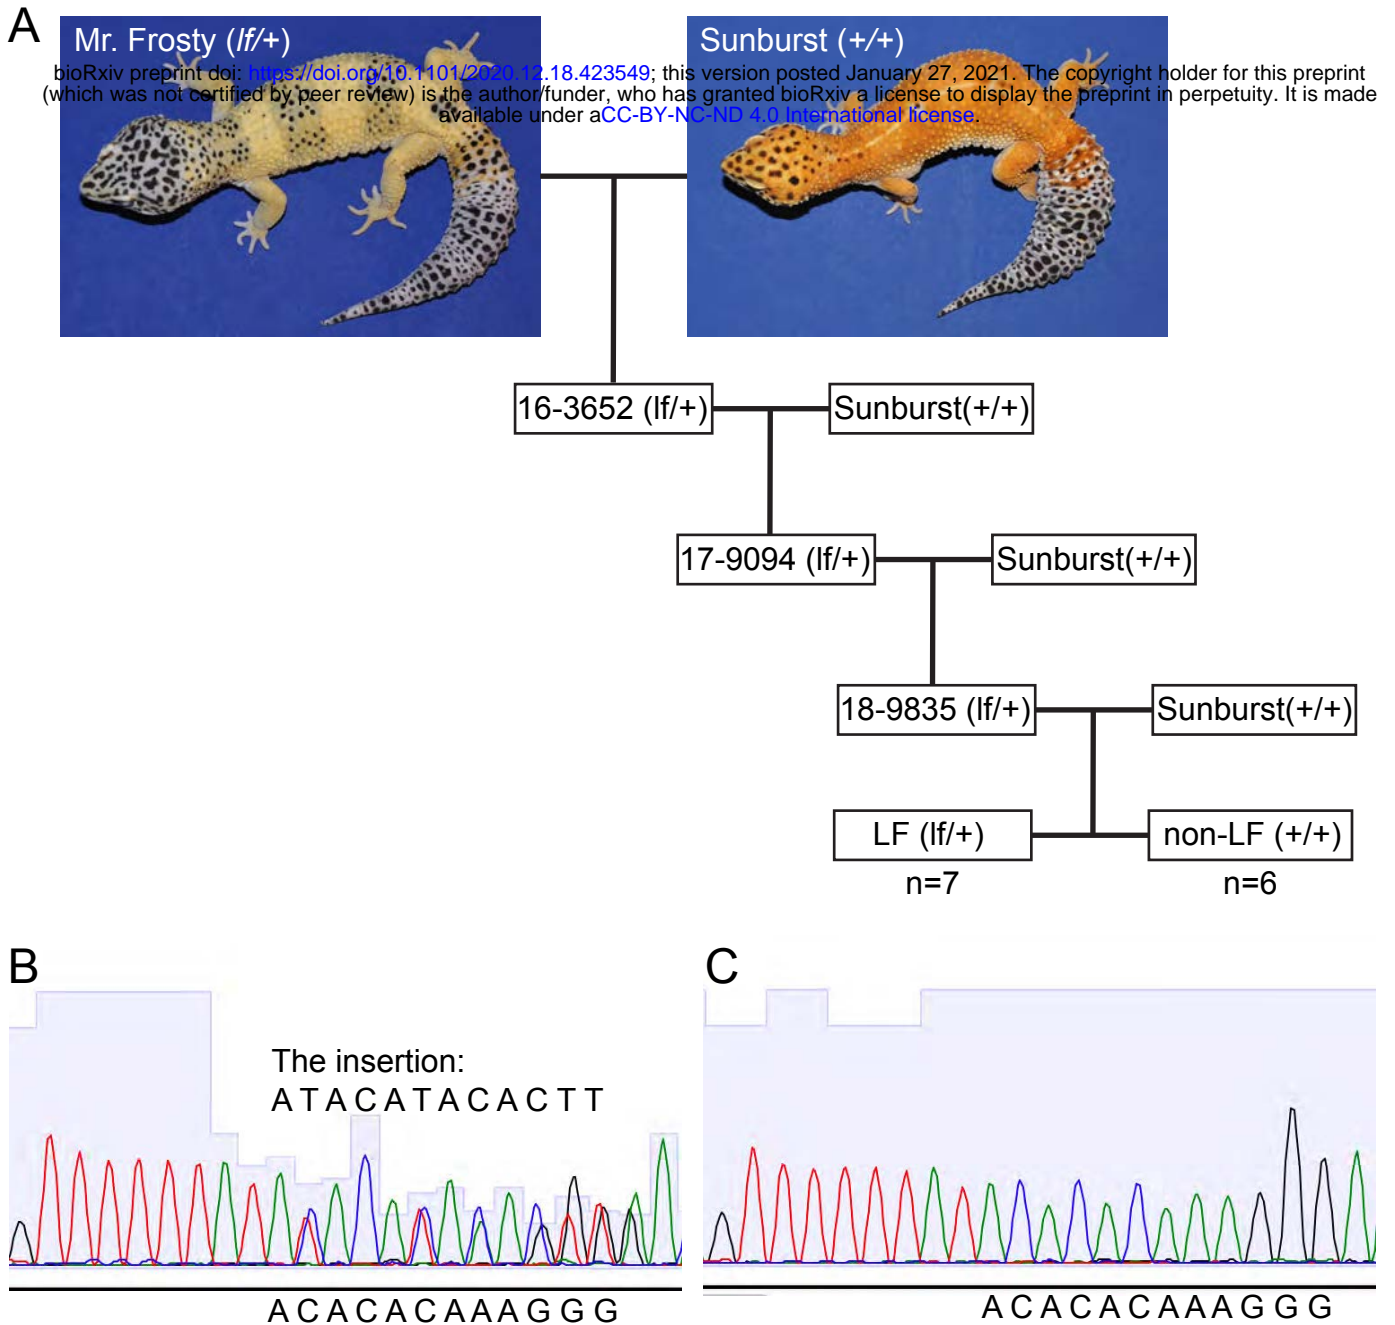 A
Mr. Frosty (lf/+)
Sunburst (+/+)
bioRxiv preprint doi: https://doi.org/10.1101/2020.12.18.423549; this version posted January 27, 2021. The copyright holder for this preprint
(which was not certified by peer review) is the author/funder, who has granted bioRxiv a license to display the preprint in perpetuity. It is made
available under aCC-BY-NC-ND 4.0 International license.
16-3652 (lf/+)
Sunburst(+/+)
17-9094 (lf/+)
Sunburst(+/+)
18-9835 (lf/+)
Sunburst(+/+)
LF (lf/+)
non-LF (+/+)
n=7
n=6
B
C
The insertion:
A T A C A T A C A C T T
A C A C A C A A A G G G
A C A C A C A A A G G G